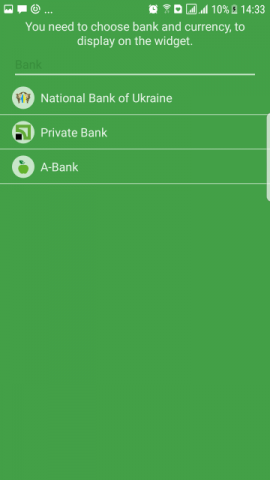 ... 10% 14:33
You need to choose bank and currency, to
display on the widget.
Bank
National Bank of Ukraine
Private Bank
A-Bank